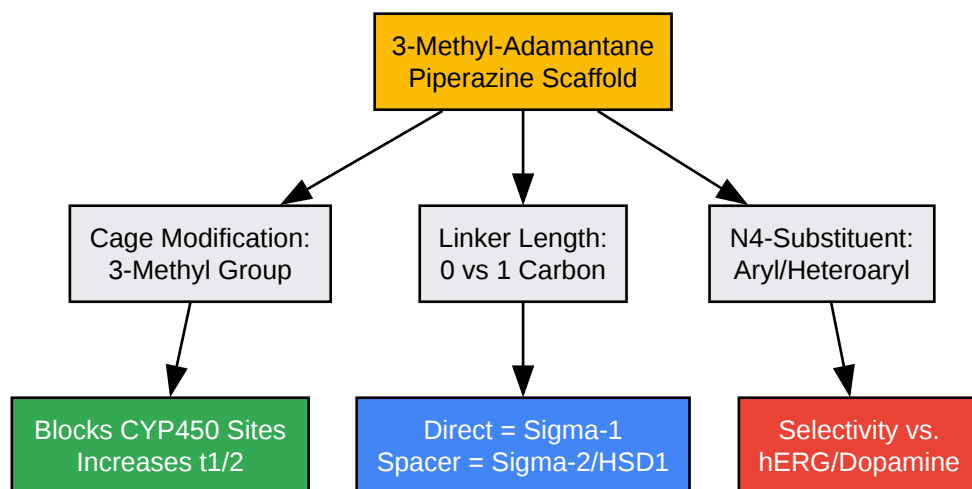 3-Methyl-Adamantane
Piperazine Scaffold
Cage Modification:
3-Methyl Group
Linker Length:
0 vs 1 Carbon
N4-Substituent:
Aryl/Heteroaryl
Blocks CYP450 Sites
Increases t1/2
Direct = Sigma-1
Spacer = Sigma-2/HSD1
Selectivity vs.
hERG/Dopamine